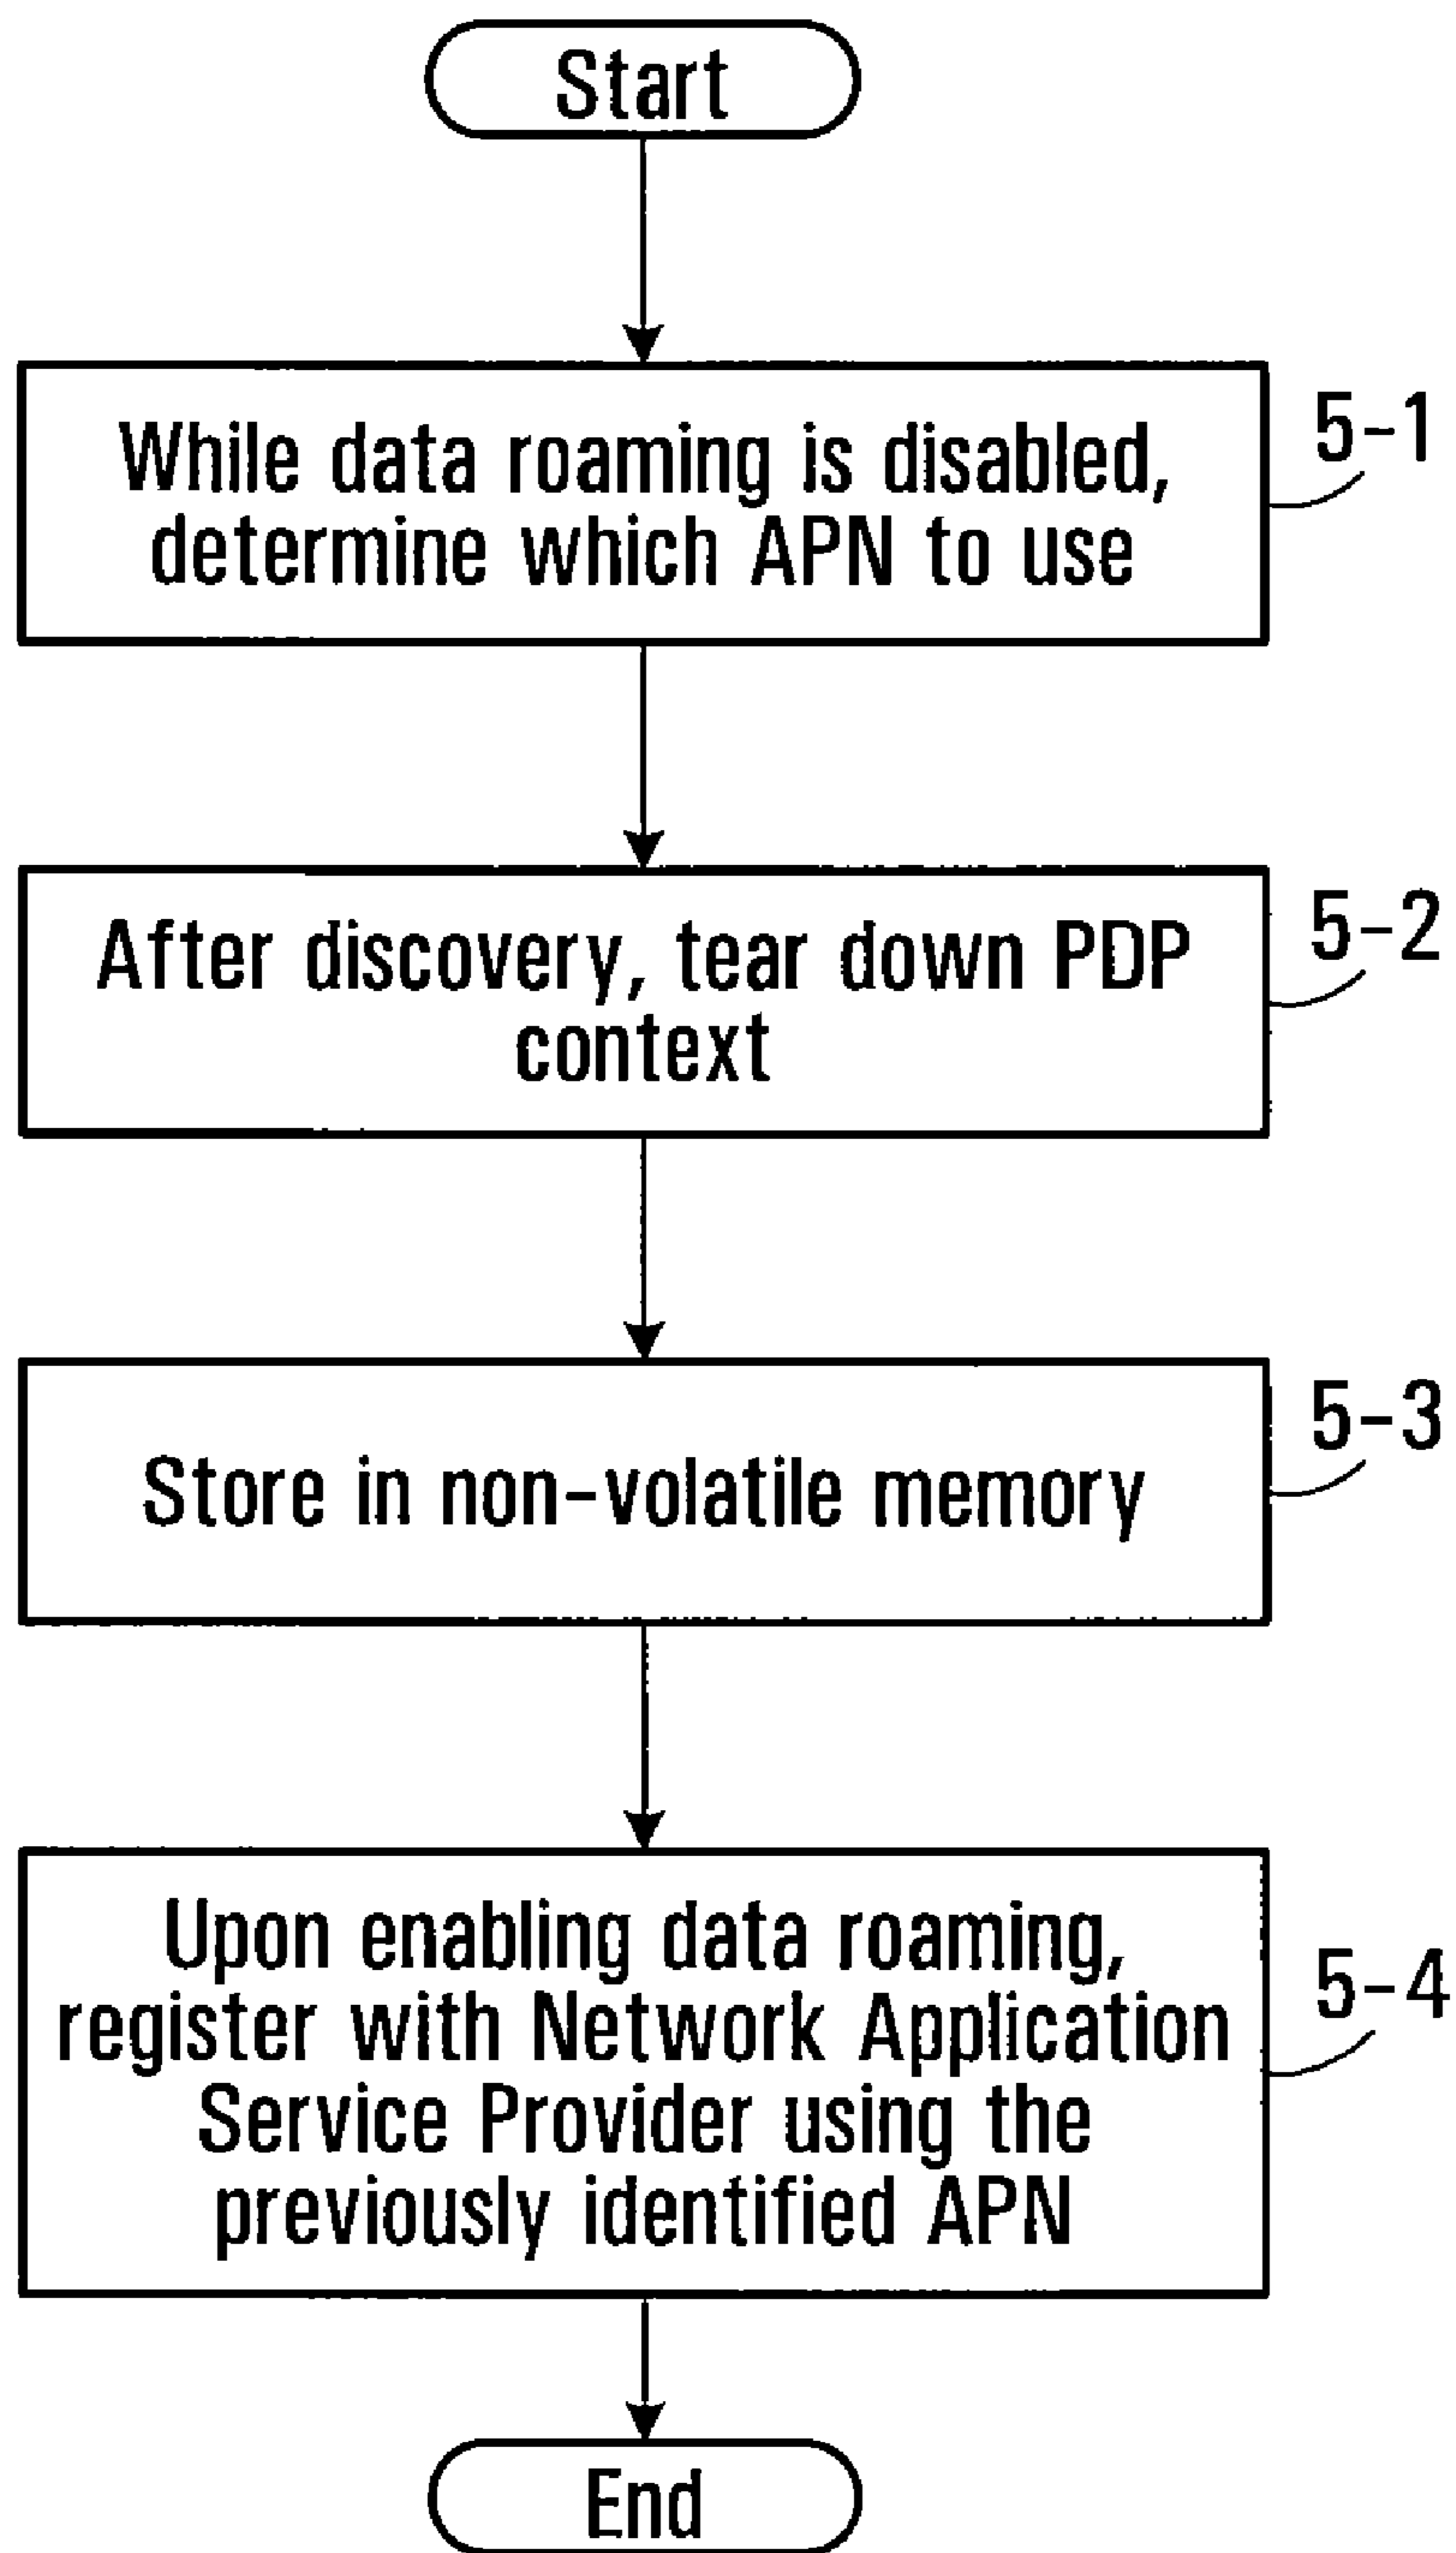 Start
While data roaming is disabled,
determine which APN to use
5-1
After discovery, tear down PDP
context
5-2
Store in non-volatile memory
5-3
Upon enabling data roaming,
register with Network Application
Service Provider using the
previously identified APN
5-4
End